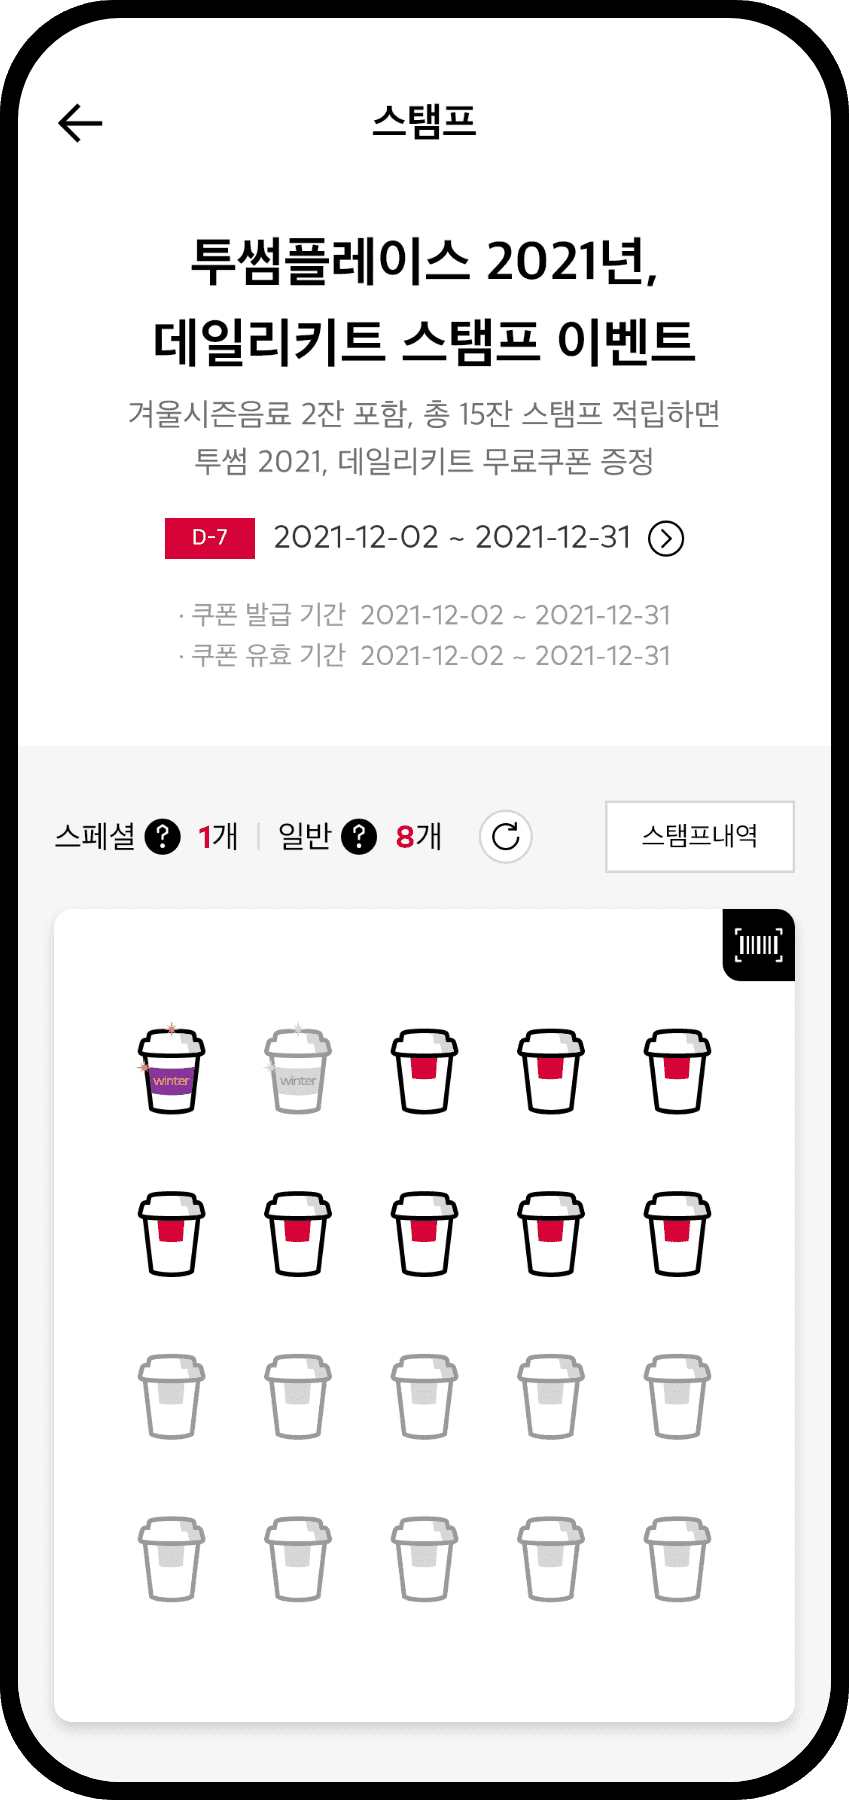 스탬프
투썸플레이스 2021년,
데일리키트 스탬프 이벤트
겨울시즌음료 2잔 포함, 총 15잔 스탬프 적립하면
투썸 2021, 데일리키트 무료쿠폰 증정
D-7 2021-12-02 ~ 2021-12-31
· 쿠폰 발급 기간 2021-12-02 ~ 2021-12-31
· 쿠폰 유효 기간 2021-12-02 ~ 2021-12-31
스페셜 ? 1개 | 일반 ? 8개 스탬프내역
winter winter